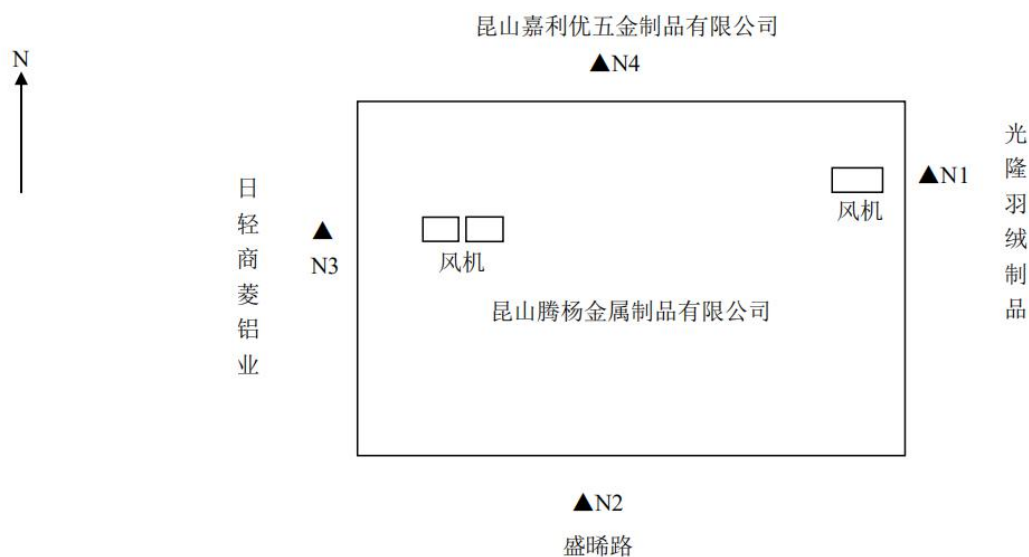 昆山嘉利优五金制品有限公司
N
▲N4
光隆羽绒制品
▲N1
日轻商菱铝业
风机
▲
N3
风机
昆山腾杨金属制品有限公司
▲N2
盛晞路